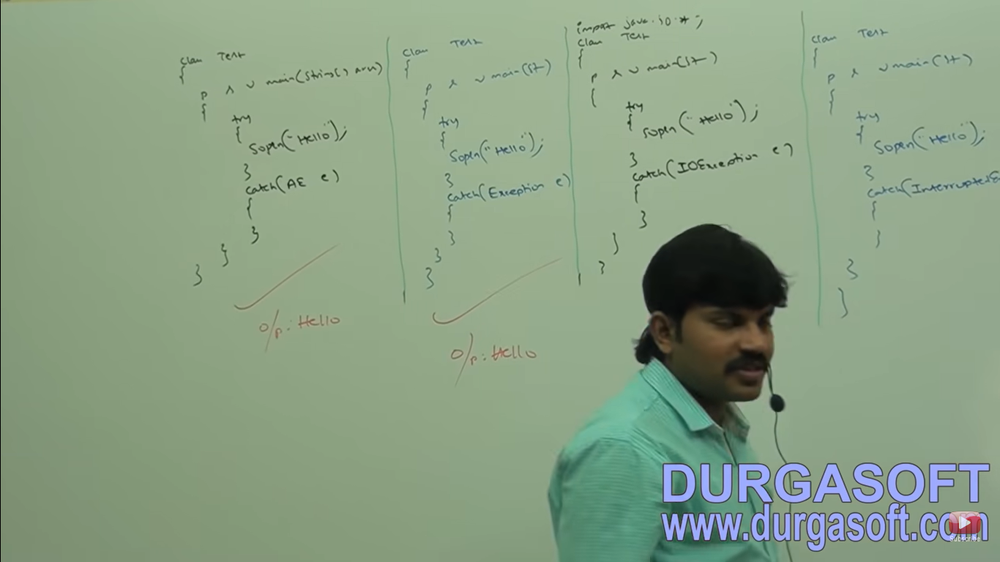 class Test
{
p s v main(String[] args)
{
try
{
Sopln("Hello");
}
catch(AE e)
{
}
}
}
o/p: Hello
class Test
{
p s v main(St)
{
try
{
Sopln("Hello");
}
catch(Exception e)
{
}
}
}
o/p: Hello
import java.io.*;
class Test
{
p s v main(St)
{
try
{
Sopln("Hello");
}
catch(IOException e)
{
}
}
}
class Test
{
p s v main(St)
{
try
{
Sopln("Hello");
}
catch(InterruptedE
{
}
}
}
DURGASOFT
www.durgasoft.com
Subscribe